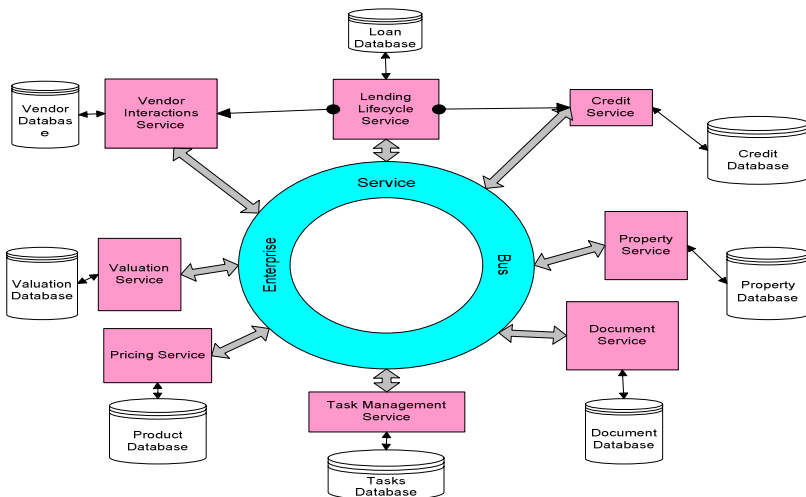 Loan
Database
Vendor
Databas
e
Vendor
Interactions
Service
Lending
Lifecycle
Service
Credit
Service
Credit
Database
Service
Enterprise
Bus
Valuation
Database
Valuation
Service
Property
Service
Property
Database
Pricing Service
Document
Service
Product
Database
Task Management
Service
Document
Database
Tasks
Database